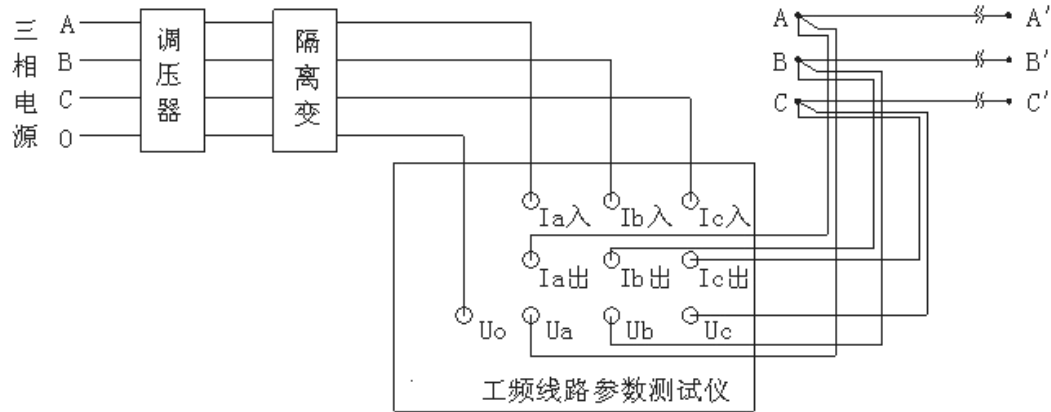 三相电源
A
B
C
O
调压器
隔离变
A A'
B B'
C C'
Ia入 Ib入 Ic入
Ia出 Ib出 Ic出
Uo Ua Ub Uc
工频线路参数测试仪